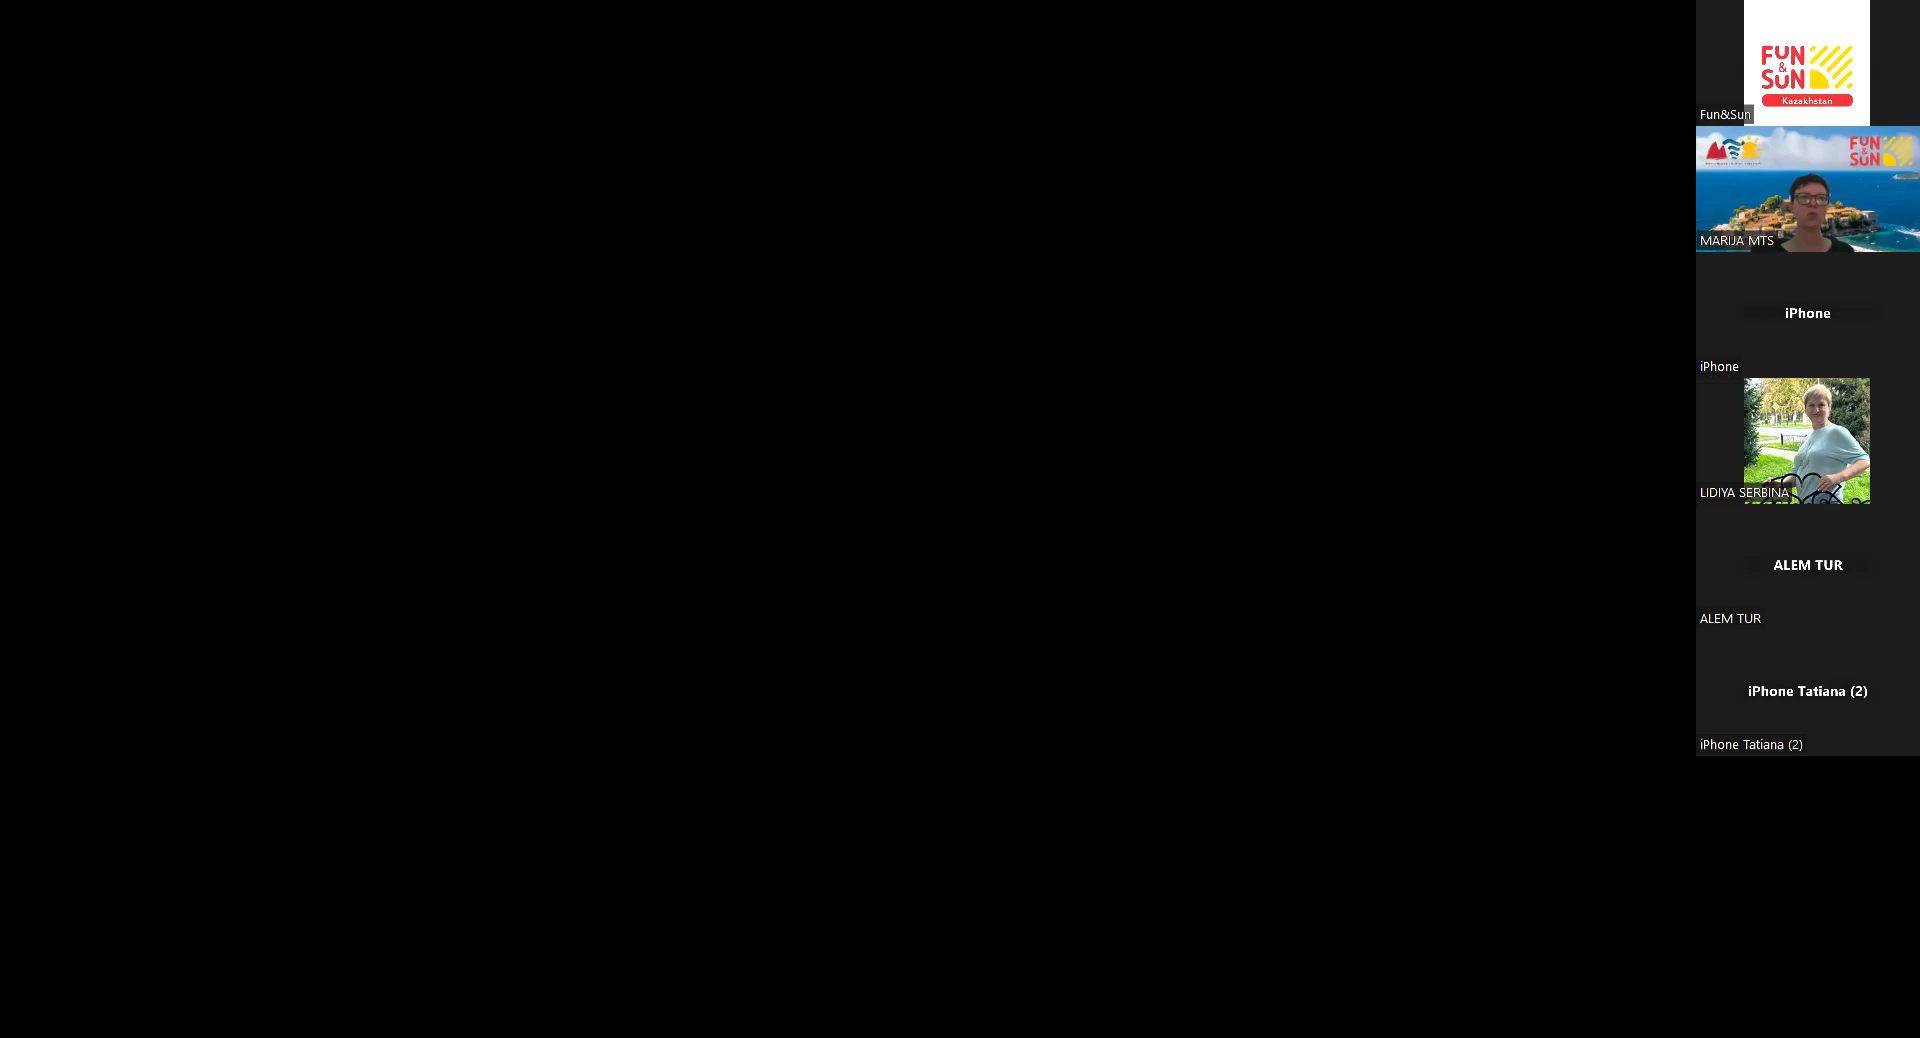 FUN
&
SUN
Kazakhstan
Fun&Sun
FUN
&
SUN
MARIJA MTS
iPhone
iPhone
LIDIYA SERBINA
ALEM TUR
ALEM TUR
iPhone Tatiana (2)
iPhone Tatiana (2)